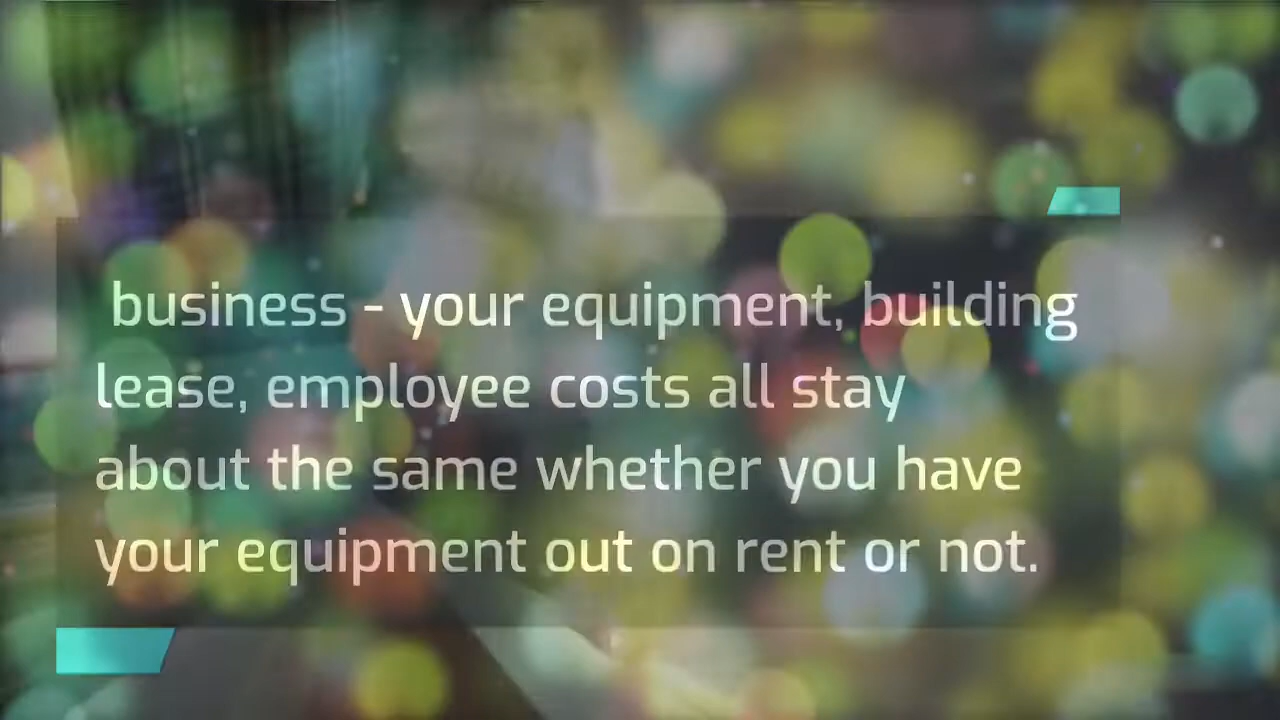 business - your equipment, building
lease, employee costs all stay
about the same whether you have
your equipment out on rent or not.